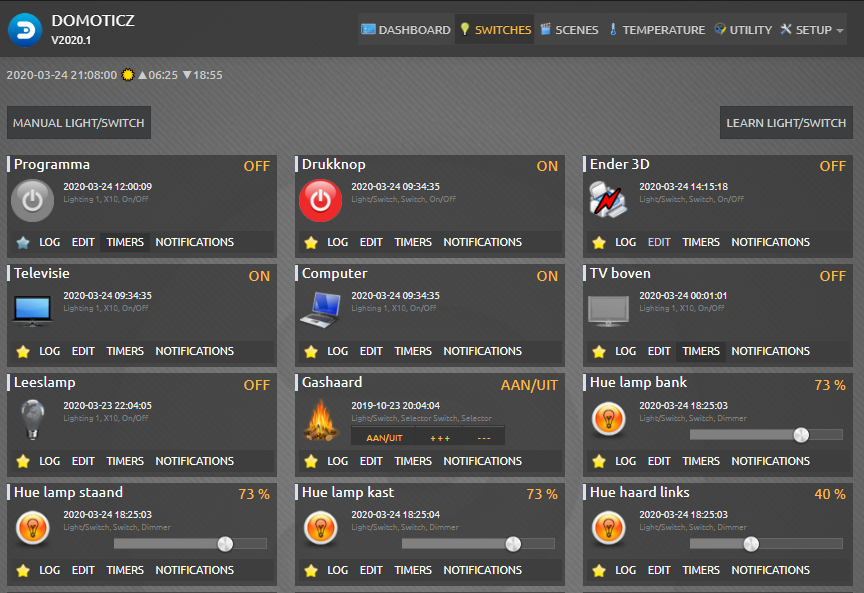 DOMOTICZ
V2020.1
DASHBOARD SWITCHES SCENES TEMPERATURE UTILITY SETUP
2020-03-24 21:08:00 ▲06:25 ▼18:55
MANUAL LIGHT/SWITCH LEARN LIGHT/SWITCH
Programma OFF
2020-03-24 12:00:09
Lighting 1, X10, On/Off
LOG EDIT TIMERS NOTIFICATIONS
Drukknop ON
2020-03-24 09:34:35
Light/Switch, Switch, On/Off
LOG EDIT TIMERS NOTIFICATIONS
Ender 3D OFF
2020-03-24 14:15:18
Light/Switch, Switch, On/Off
LOG EDIT TIMERS NOTIFICATIONS
Televisie ON
2020-03-24 09:34:35
Lighting 1, X10, On/Off
LOG EDIT TIMERS NOTIFICATIONS
Computer ON
2020-03-24 09:34:35
Lighting 1, X10, On/Off
LOG EDIT TIMERS NOTIFICATIONS
TV boven OFF
2020-03-24 00:01:01
Lighting 1, X10, On/Off
LOG EDIT TIMERS NOTIFICATIONS
Leeslamp OFF
2020-03-23 22:04:05
Lighting 1, X10, On/Off
LOG EDIT TIMERS NOTIFICATIONS
Gashaard AAN/UIT
2019-10-23 20:04:04
Light/Switch, Selector Switch, Selector
AAN/UIT +++ ---
LOG EDIT TIMERS NOTIFICATIONS
Hue lamp bank 73 %
2020-03-24 18:25:03
Light/Switch, Switch, Dimmer
LOG EDIT TIMERS NOTIFICATIONS
Hue lamp staand 73 %
2020-03-24 18:25:03
Light/Switch, Switch, Dimmer
LOG EDIT TIMERS NOTIFICATIONS
Hue lamp kast 73 %
2020-03-24 18:25:04
Light/Switch, Switch, Dimmer
LOG EDIT TIMERS NOTIFICATIONS
Hue haard links 40 %
2020-03-24 18:25:03
Light/Switch, Switch, Dimmer
LOG EDIT TIMERS NOTIFICATIONS